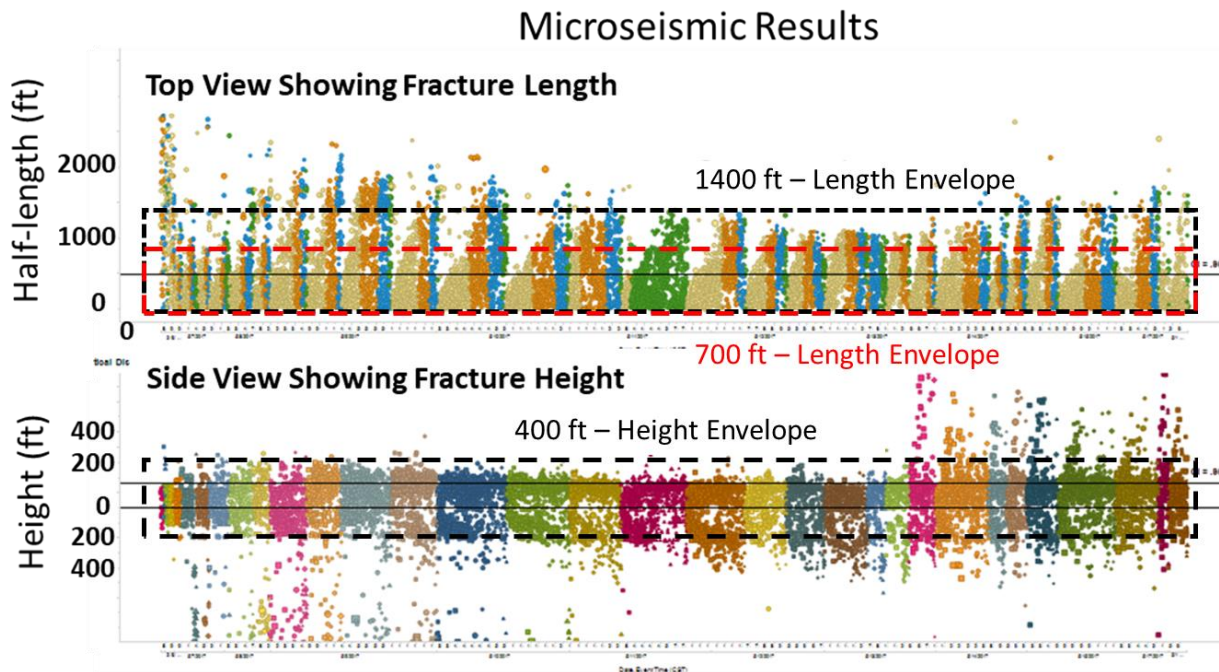 Microseismic Results
Top View Showing Fracture Length
Half-length (ft)
2000
1000
0
0
1400 ft – Length Envelope
700 ft – Length Envelope
Side View Showing Fracture Height
Height (ft)
400
200
0
200
400
400 ft – Height Envelope